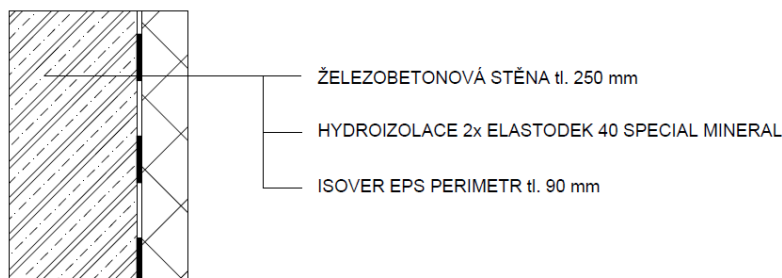 ŽELEZOBETONOVÁ STĚNA tl. 250 mm
HYDROIZOLACE 2x ELASTODEK 40 SPECIAL MINERAL
ISOVER EPS PERIMETR tl. 90 mm